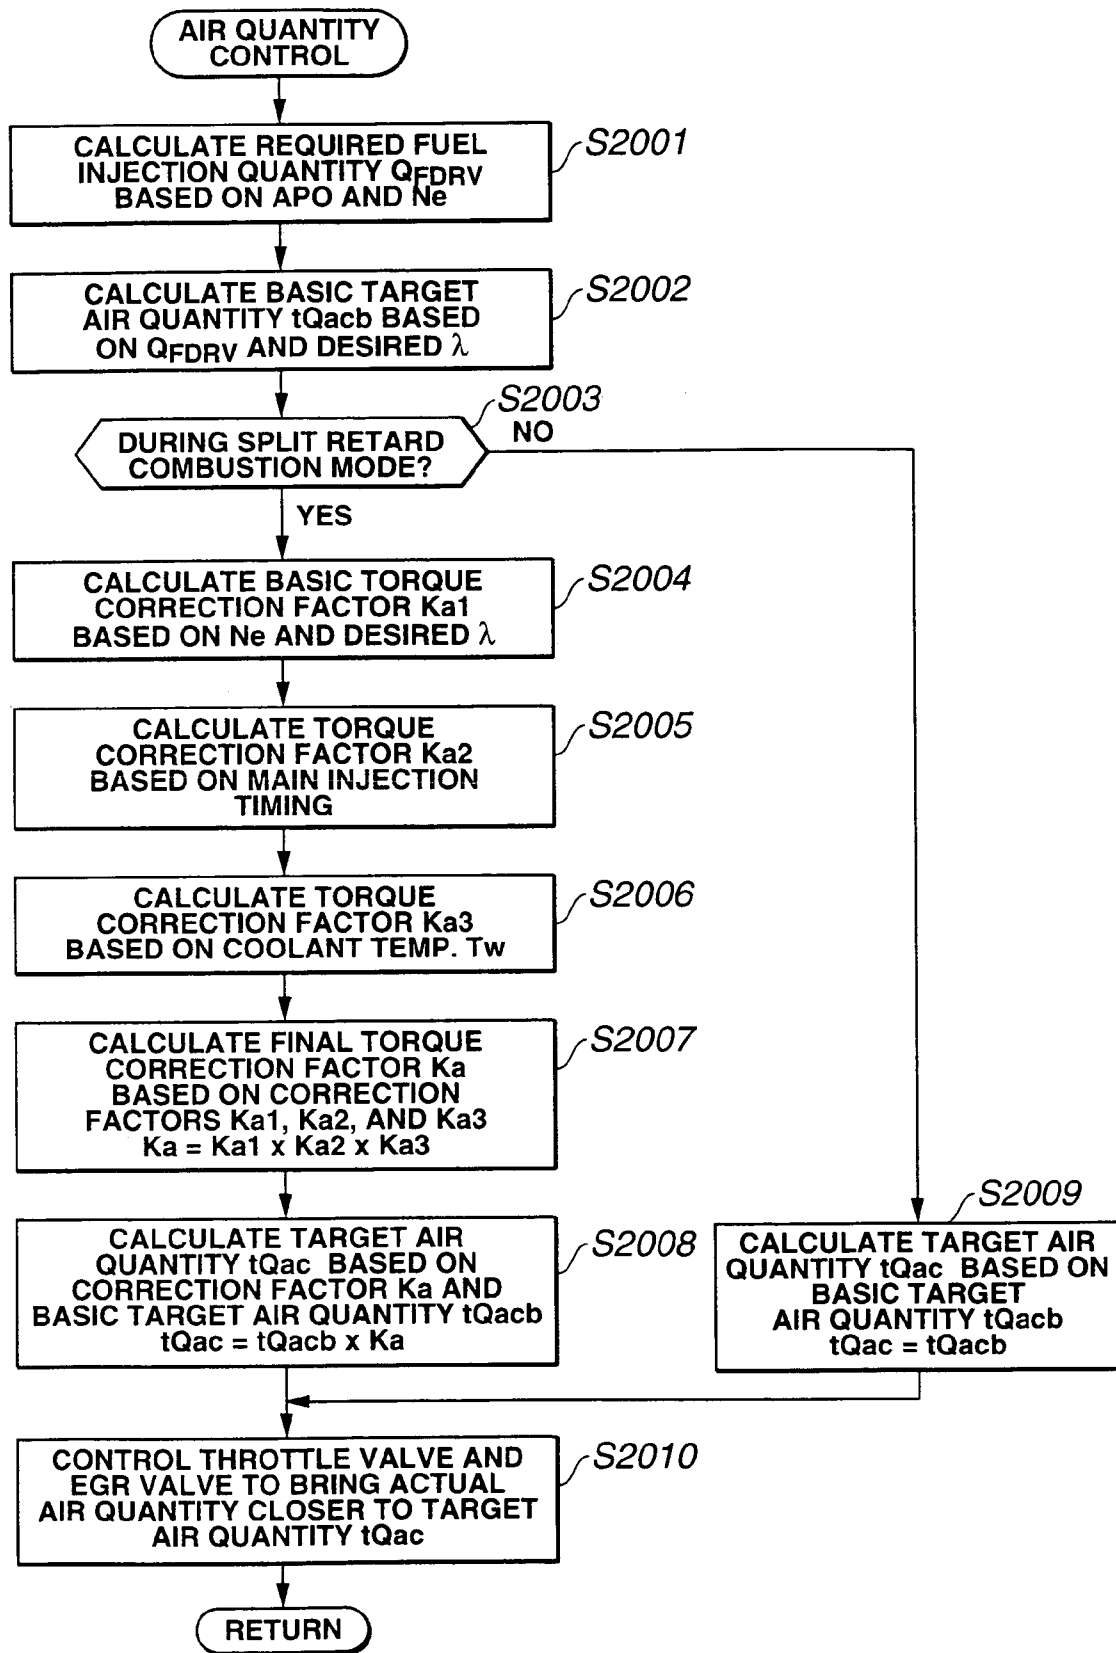 AIR QUANTITY
CONTROL
CALCULATE REQUIRED FUEL
INJECTION QUANTITY QFDRV
BASED ON APO AND Ne
S2001
CALCULATE BASIC TARGET
AIR QUANTITY tQacb BASED
ON QFDRV AND DESIRED λ
S2002
DURING SPLIT RETARD
COMBUSTION MODE?
S2003
NO
YES
CALCULATE BASIC TORQUE
CORRECTION FACTOR Ka1
BASED ON Ne AND DESIRED λ
S2004
CALCULATE TORQUE
CORRECTION FACTOR Ka2
BASED ON MAIN INJECTION
TIMING
S2005
CALCULATE TORQUE
CORRECTION FACTOR Ka3
BASED ON COOLANT TEMP. Tw
S2006
CALCULATE FINAL TORQUE
CORRECTION FACTOR Ka
BASED ON CORRECTION
FACTORS Ka1, Ka2, AND Ka3
Ka = Ka1 x Ka2 x Ka3
S2007
CALCULATE TARGET AIR
QUANTITY tQac BASED ON
CORRECTION FACTOR Ka AND
BASIC TARGET AIR QUANTITY tQacb
tQac = tQacb x Ka
S2008
S2009
CALCULATE TARGET AIR
QUANTITY tQac BASED ON
BASIC TARGET
AIR QUANTITY tQacb
tQac = tQacb
CONTROL THROTTLE VALVE AND
EGR VALVE TO BRING ACTUAL
AIR QUANTITY CLOSER TO TARGET
AIR QUANTITY tQac
S2010
RETURN